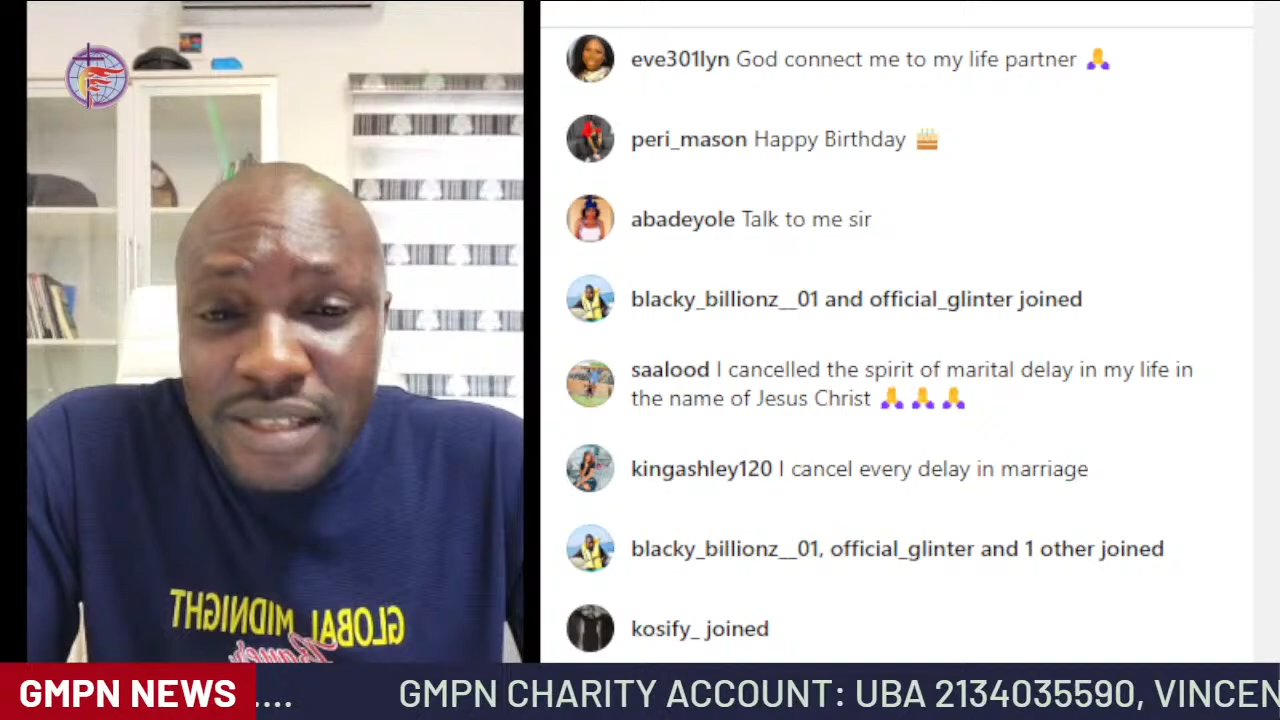 GLOBAL MIDNIGHT
eve301lyn God connect me to my life partner 🙏
peri_mason Happy Birthday 🎂
abadeyole Talk to me sir
blacky_billionz__01 and official_glinter joined
saalood I cancelled the spirit of marital delay in my life in
the name of Jesus Christ 🙏🙏🙏
kingashley120 I cancel every delay in marriage
blacky_billionz__01, official_glinter and 1 other joined
kosify_ joined
GMPN NEWS .... GMPN CHARITY ACCOUNT: UBA 2134035590, VINCEN